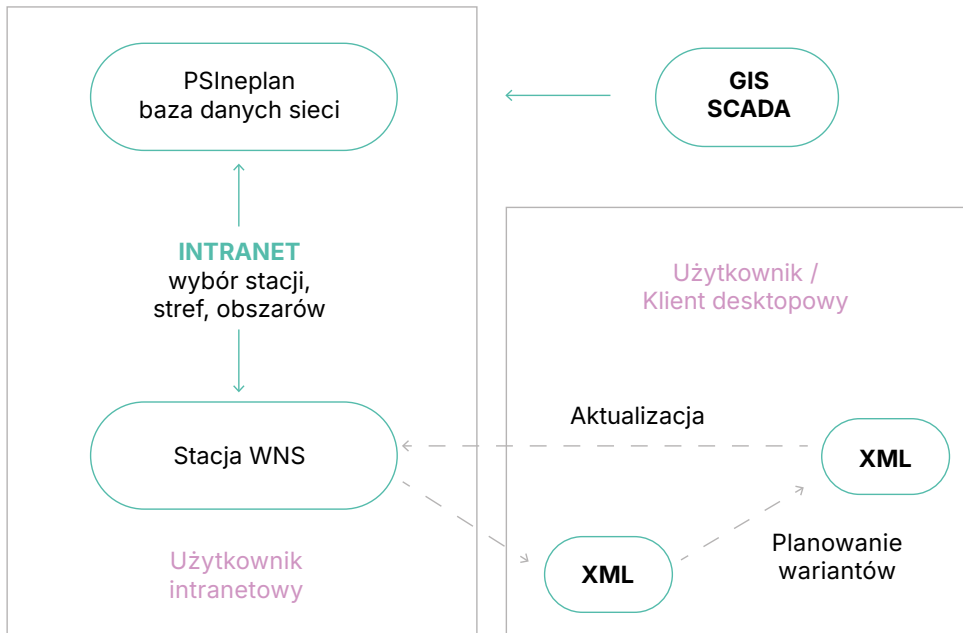 PSIneplan
baza danych sieci
GIS
SCADA
INTRANET
wybór stacji,
stref, obszarów
Użytkownik /
Klient desktopowy
Aktualizacja
Stacja WNS
XML
Planowanie
wariantów
XML
Użytkownik
intranetowy